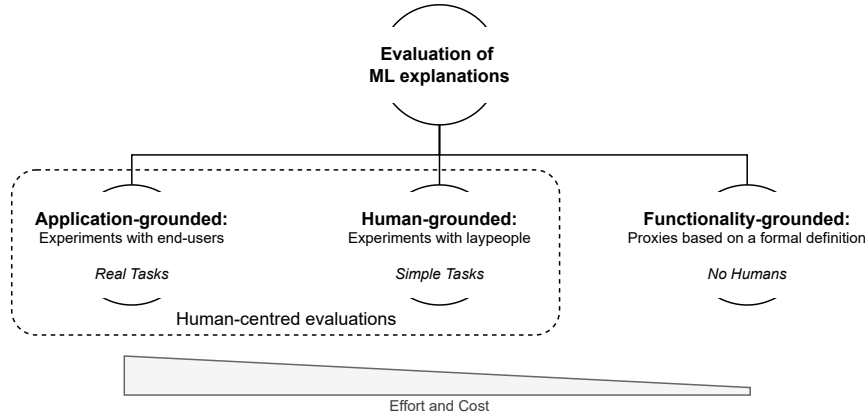 Evaluation of
ML explanations
Application-grounded:
Experiments with end-users
Real Tasks
Human-grounded:
Experiments with laypeople
Simple Tasks
Functionality-grounded:
Proxies based on a formal definition
No Humans
Human-centred evaluations
Effort and Cost